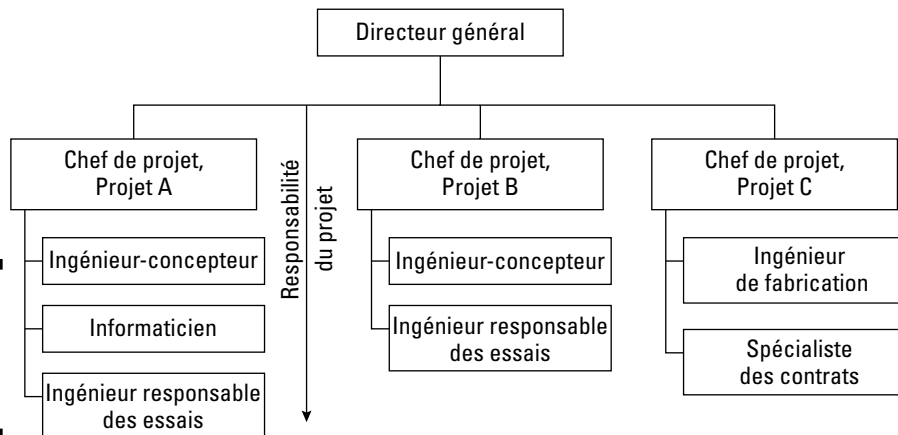 Directeur général
Chef de projet,
Projet A
Ingénieur-concepteur
Informaticien
Ingénieur responsable
des essais
Responsabilité
du projet
Chef de projet,
Projet B
Ingénieur-concepteur
Ingénieur responsable
des essais
Chef de projet,
Projet C
Ingénieur
de fabrication
Spécialiste
des contrats